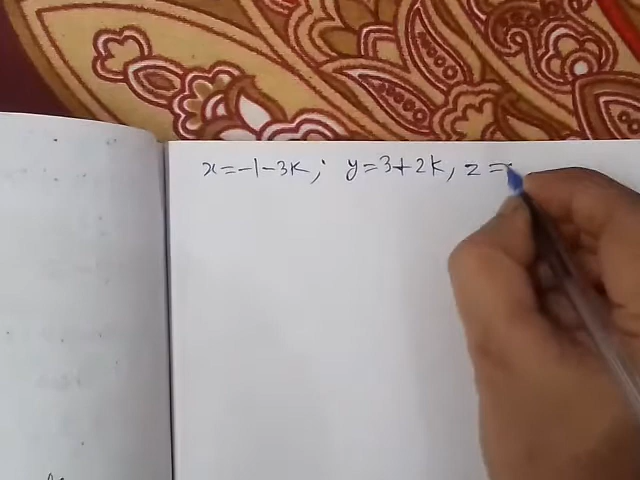 x=-1-3k; y=3+2k, z=